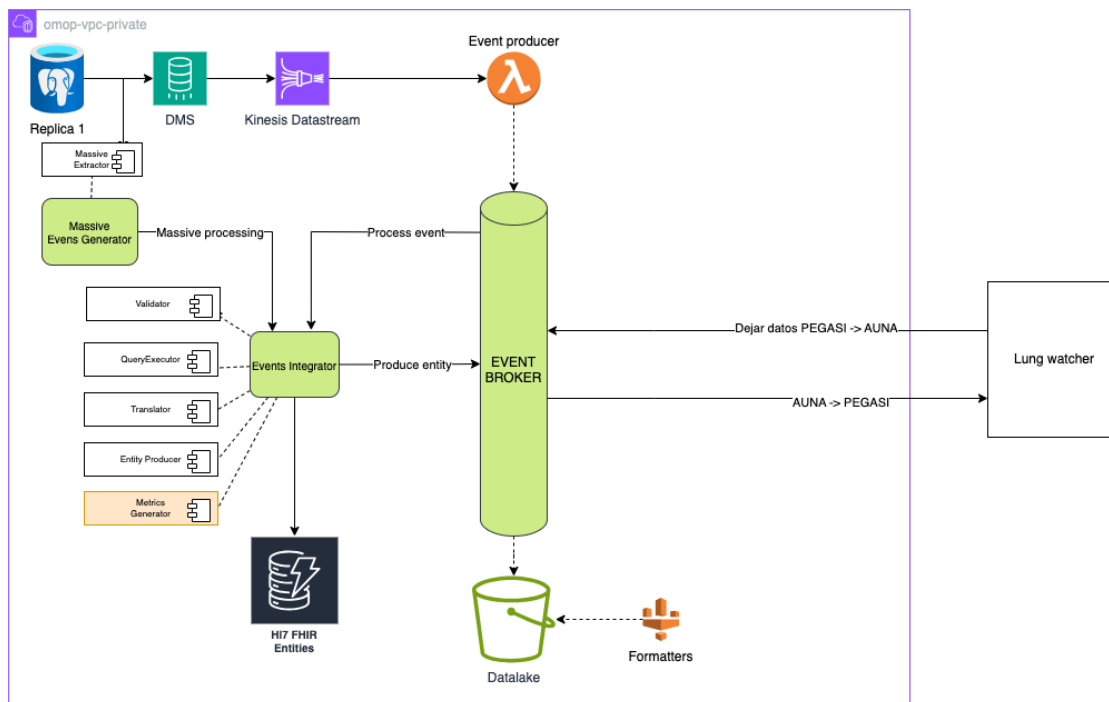 omop-vpc-private
Event producer
Replica 1
DMS
Kinesis Datastream
Massive
Extractor
Massive
Evens Generator
Massive processing
Process event
Validator
QueryExecutor
Translator
Entity Producer
Metrics
Generator
Events Integrator
Produce entity
EVENT
BROKER
Dejar datos PEGASI -> AUNA
AUNA -> PEGASI
Lung watcher
Hl7 FHIR
Entities
Datalake
Formatters